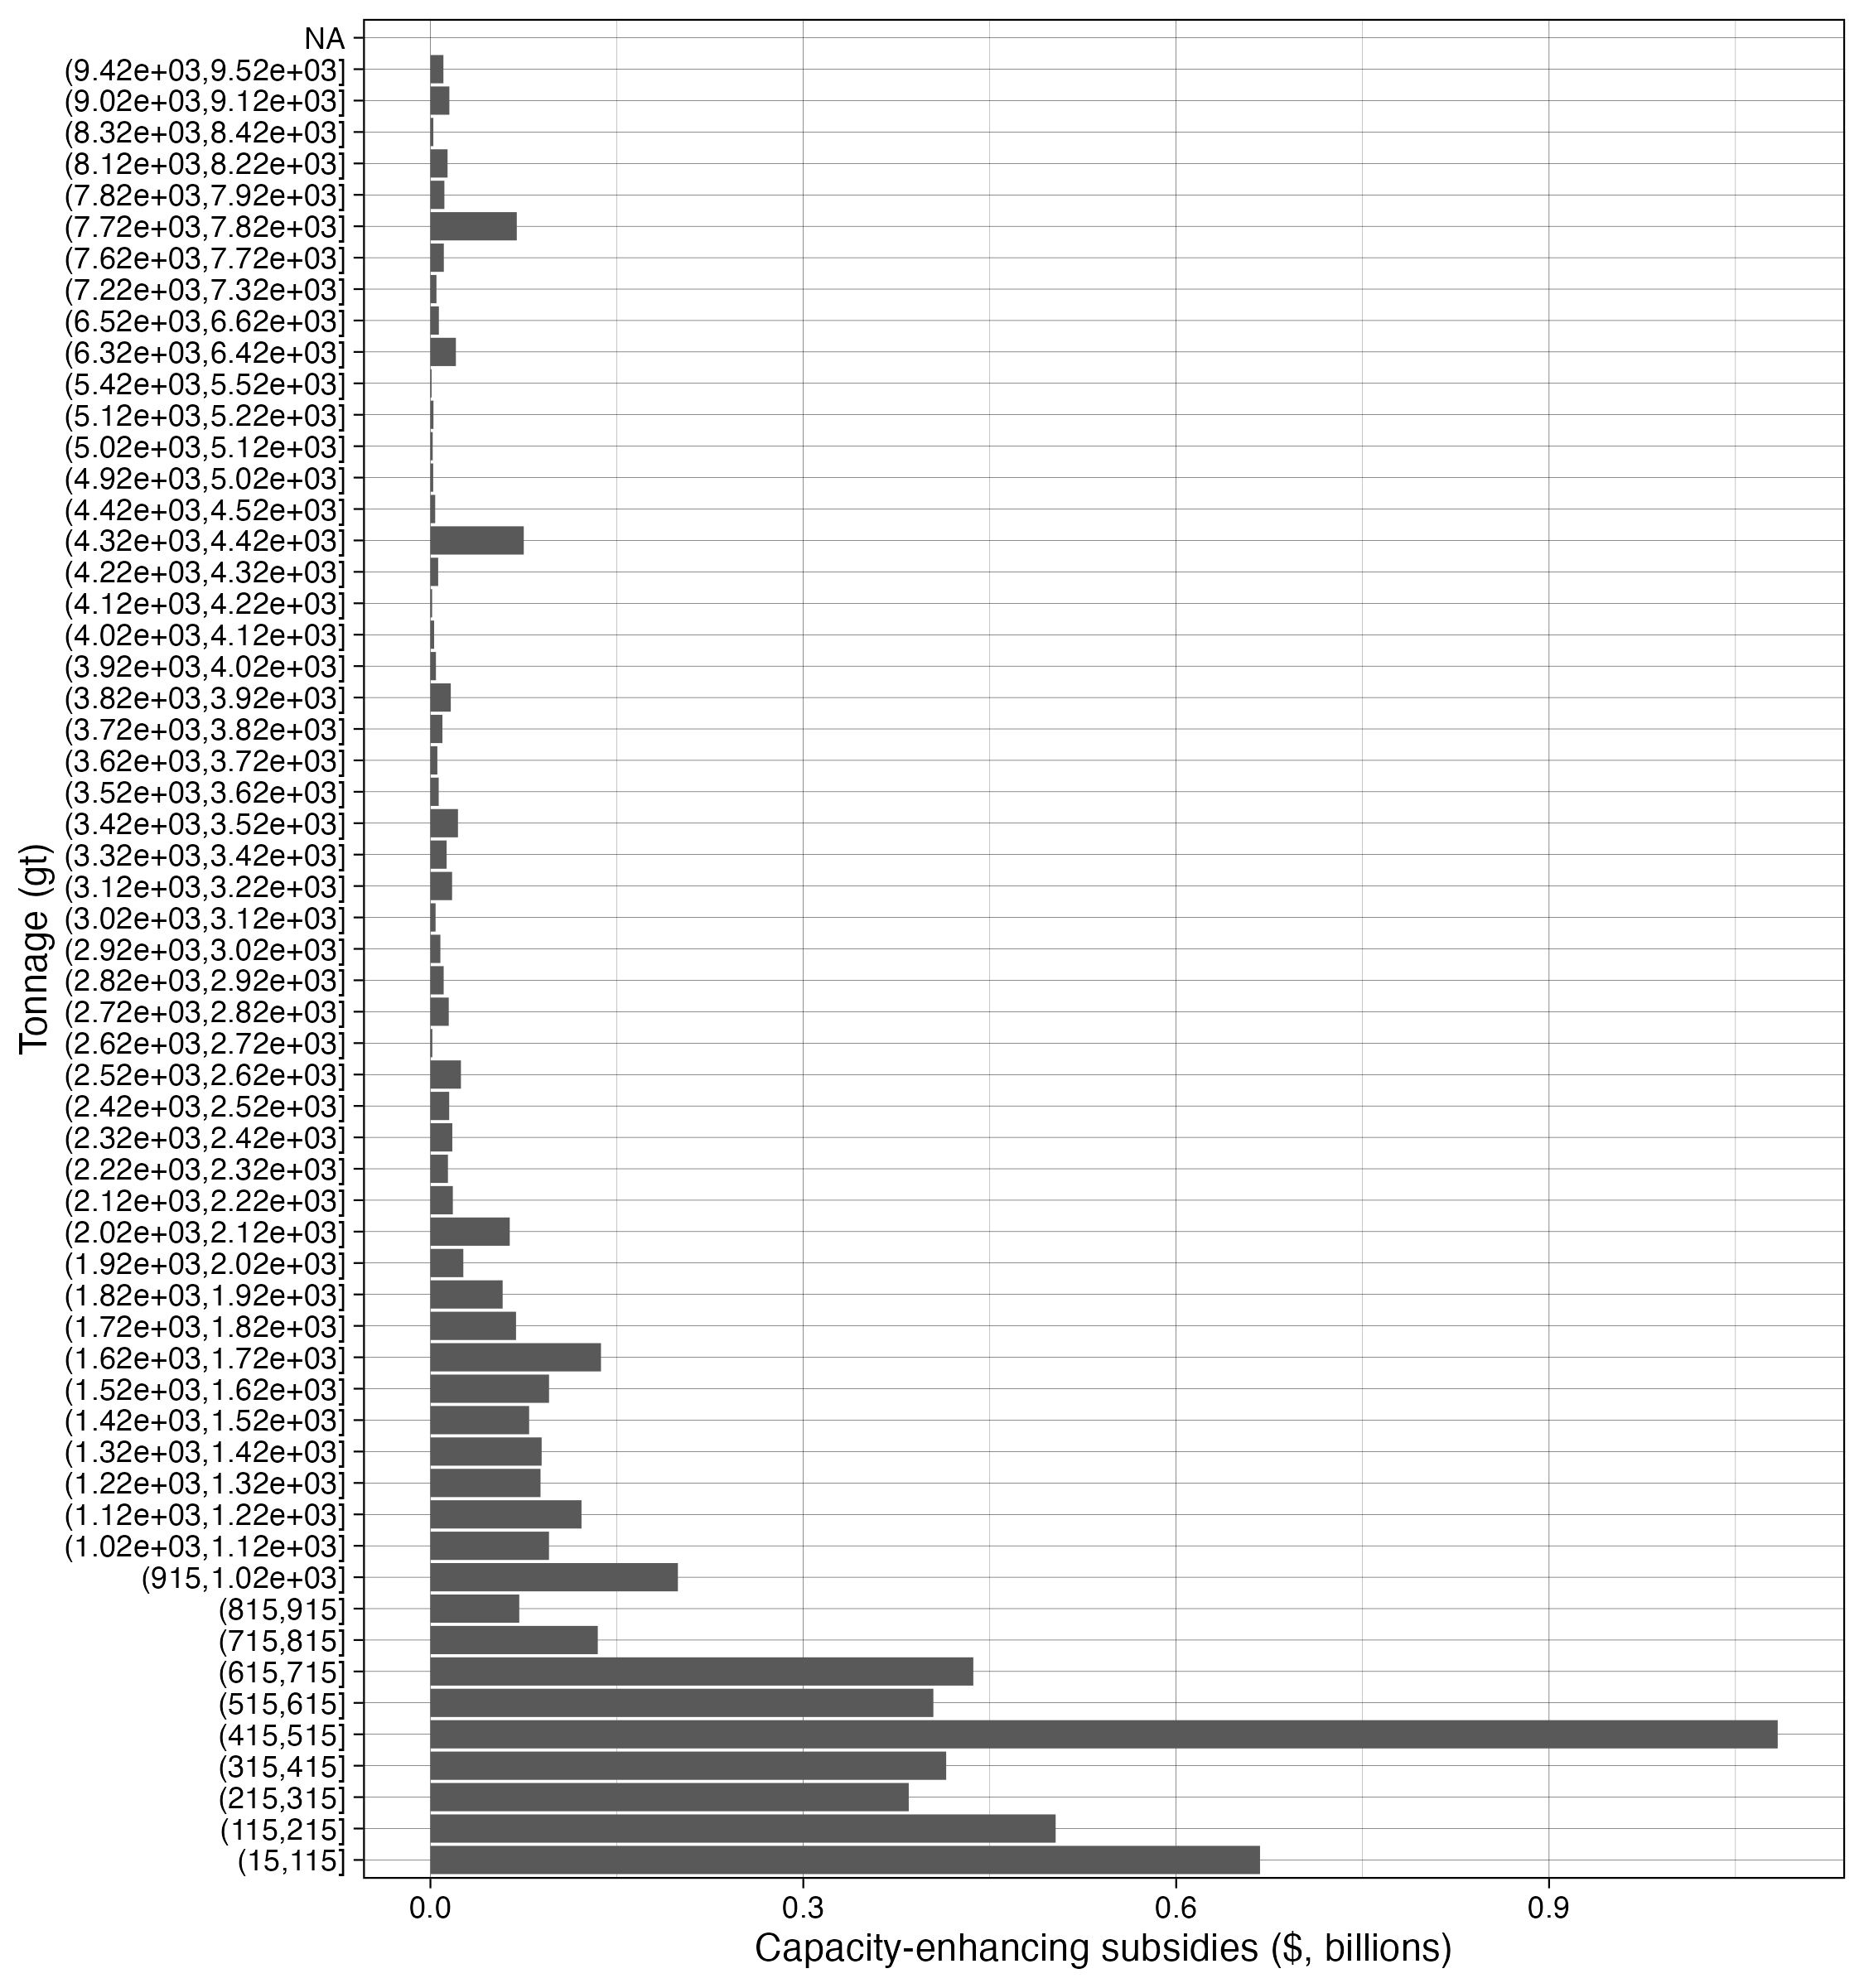 NA
(9.42e+03,9.52e+03]
(9.02e+03,9.12e+03]
(8.32e+03,8.42e+03]
(8.12e+03,8.22e+03]
(7.82e+03,7.92e+03]
(7.72e+03,7.82e+03]
(7.62e+03,7.72e+03]
(7.22e+03,7.32e+03]
(6.52e+03,6.62e+03]
(6.32e+03,6.42e+03]
(5.42e+03,5.52e+03]
(5.12e+03,5.22e+03]
(5.02e+03,5.12e+03]
(4.92e+03,5.02e+03]
(4.42e+03,4.52e+03]
(4.32e+03,4.42e+03]
(4.22e+03,4.32e+03]
(4.12e+03,4.22e+03]
(4.02e+03,4.12e+03]
(3.92e+03,4.02e+03]
(3.82e+03,3.92e+03]
(3.72e+03,3.82e+03]
(3.62e+03,3.72e+03]
(3.52e+03,3.62e+03]
(3.42e+03,3.52e+03]
(3.32e+03,3.42e+03]
(3.12e+03,3.22e+03]
(3.02e+03,3.12e+03]
(2.92e+03,3.02e+03]
(2.82e+03,2.92e+03]
(2.72e+03,2.82e+03]
(2.62e+03,2.72e+03]
(2.52e+03,2.62e+03]
(2.42e+03,2.52e+03]
(2.32e+03,2.42e+03]
(2.22e+03,2.32e+03]
(2.12e+03,2.22e+03]
(2.02e+03,2.12e+03]
(1.92e+03,2.02e+03]
(1.82e+03,1.92e+03]
(1.72e+03,1.82e+03]
(1.62e+03,1.72e+03]
(1.52e+03,1.62e+03]
(1.42e+03,1.52e+03]
(1.32e+03,1.42e+03]
(1.22e+03,1.32e+03]
(1.12e+03,1.22e+03]
(1.02e+03,1.12e+03]
(915,1.02e+03]
(815,915]
(715,815]
(615,715]
(515,615]
(415,515]
(315,415]
(215,315]
(115,215]
(15,115]
Tonnage (gt)
0.0 0.3 0.6 0.9
Capacity-enhancing subsidies ($, billions)